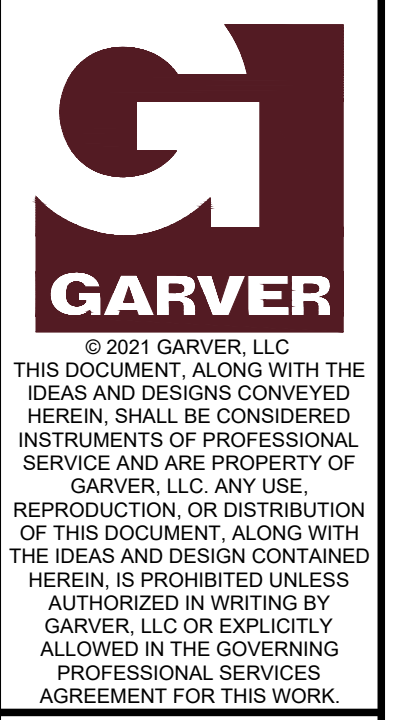 GARVER
© 2021 GARVER, LLC
THIS DOCUMENT, ALONG WITH THE
IDEAS AND DESIGNS CONVEYED
HEREIN, SHALL BE CONSIDERED
INSTRUMENTS OF PROFESSIONAL
SERVICE AND ARE PROPERTY OF
GARVER, LLC. ANY USE,
REPRODUCTION, OR DISTRIBUTION
OF THIS DOCUMENT, ALONG WITH
THE IDEAS AND DESIGN CONTAINED
HEREIN, IS PROHIBITED UNLESS
AUTHORIZED IN WRITING BY
GARVER, LLC OR EXPLICITLY
ALLOWED IN THE GOVERNING
PROFESSIONAL SERVICES
AGREEMENT FOR THIS WORK.